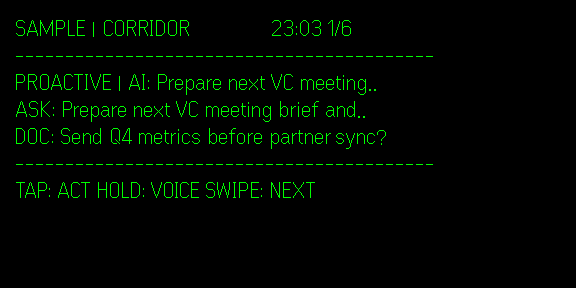 SAMPLE | CORRIDOR 23:03 1/6
------------------------------------------
PROACTIVE | AI: Prepare next VC meeting..
ASK: Prepare next VC meeting brief and..
DOC: Send Q4 metrics before partner sync?
------------------------------------------
TAP: ACT HOLD: VOICE SWIPE: NEXT